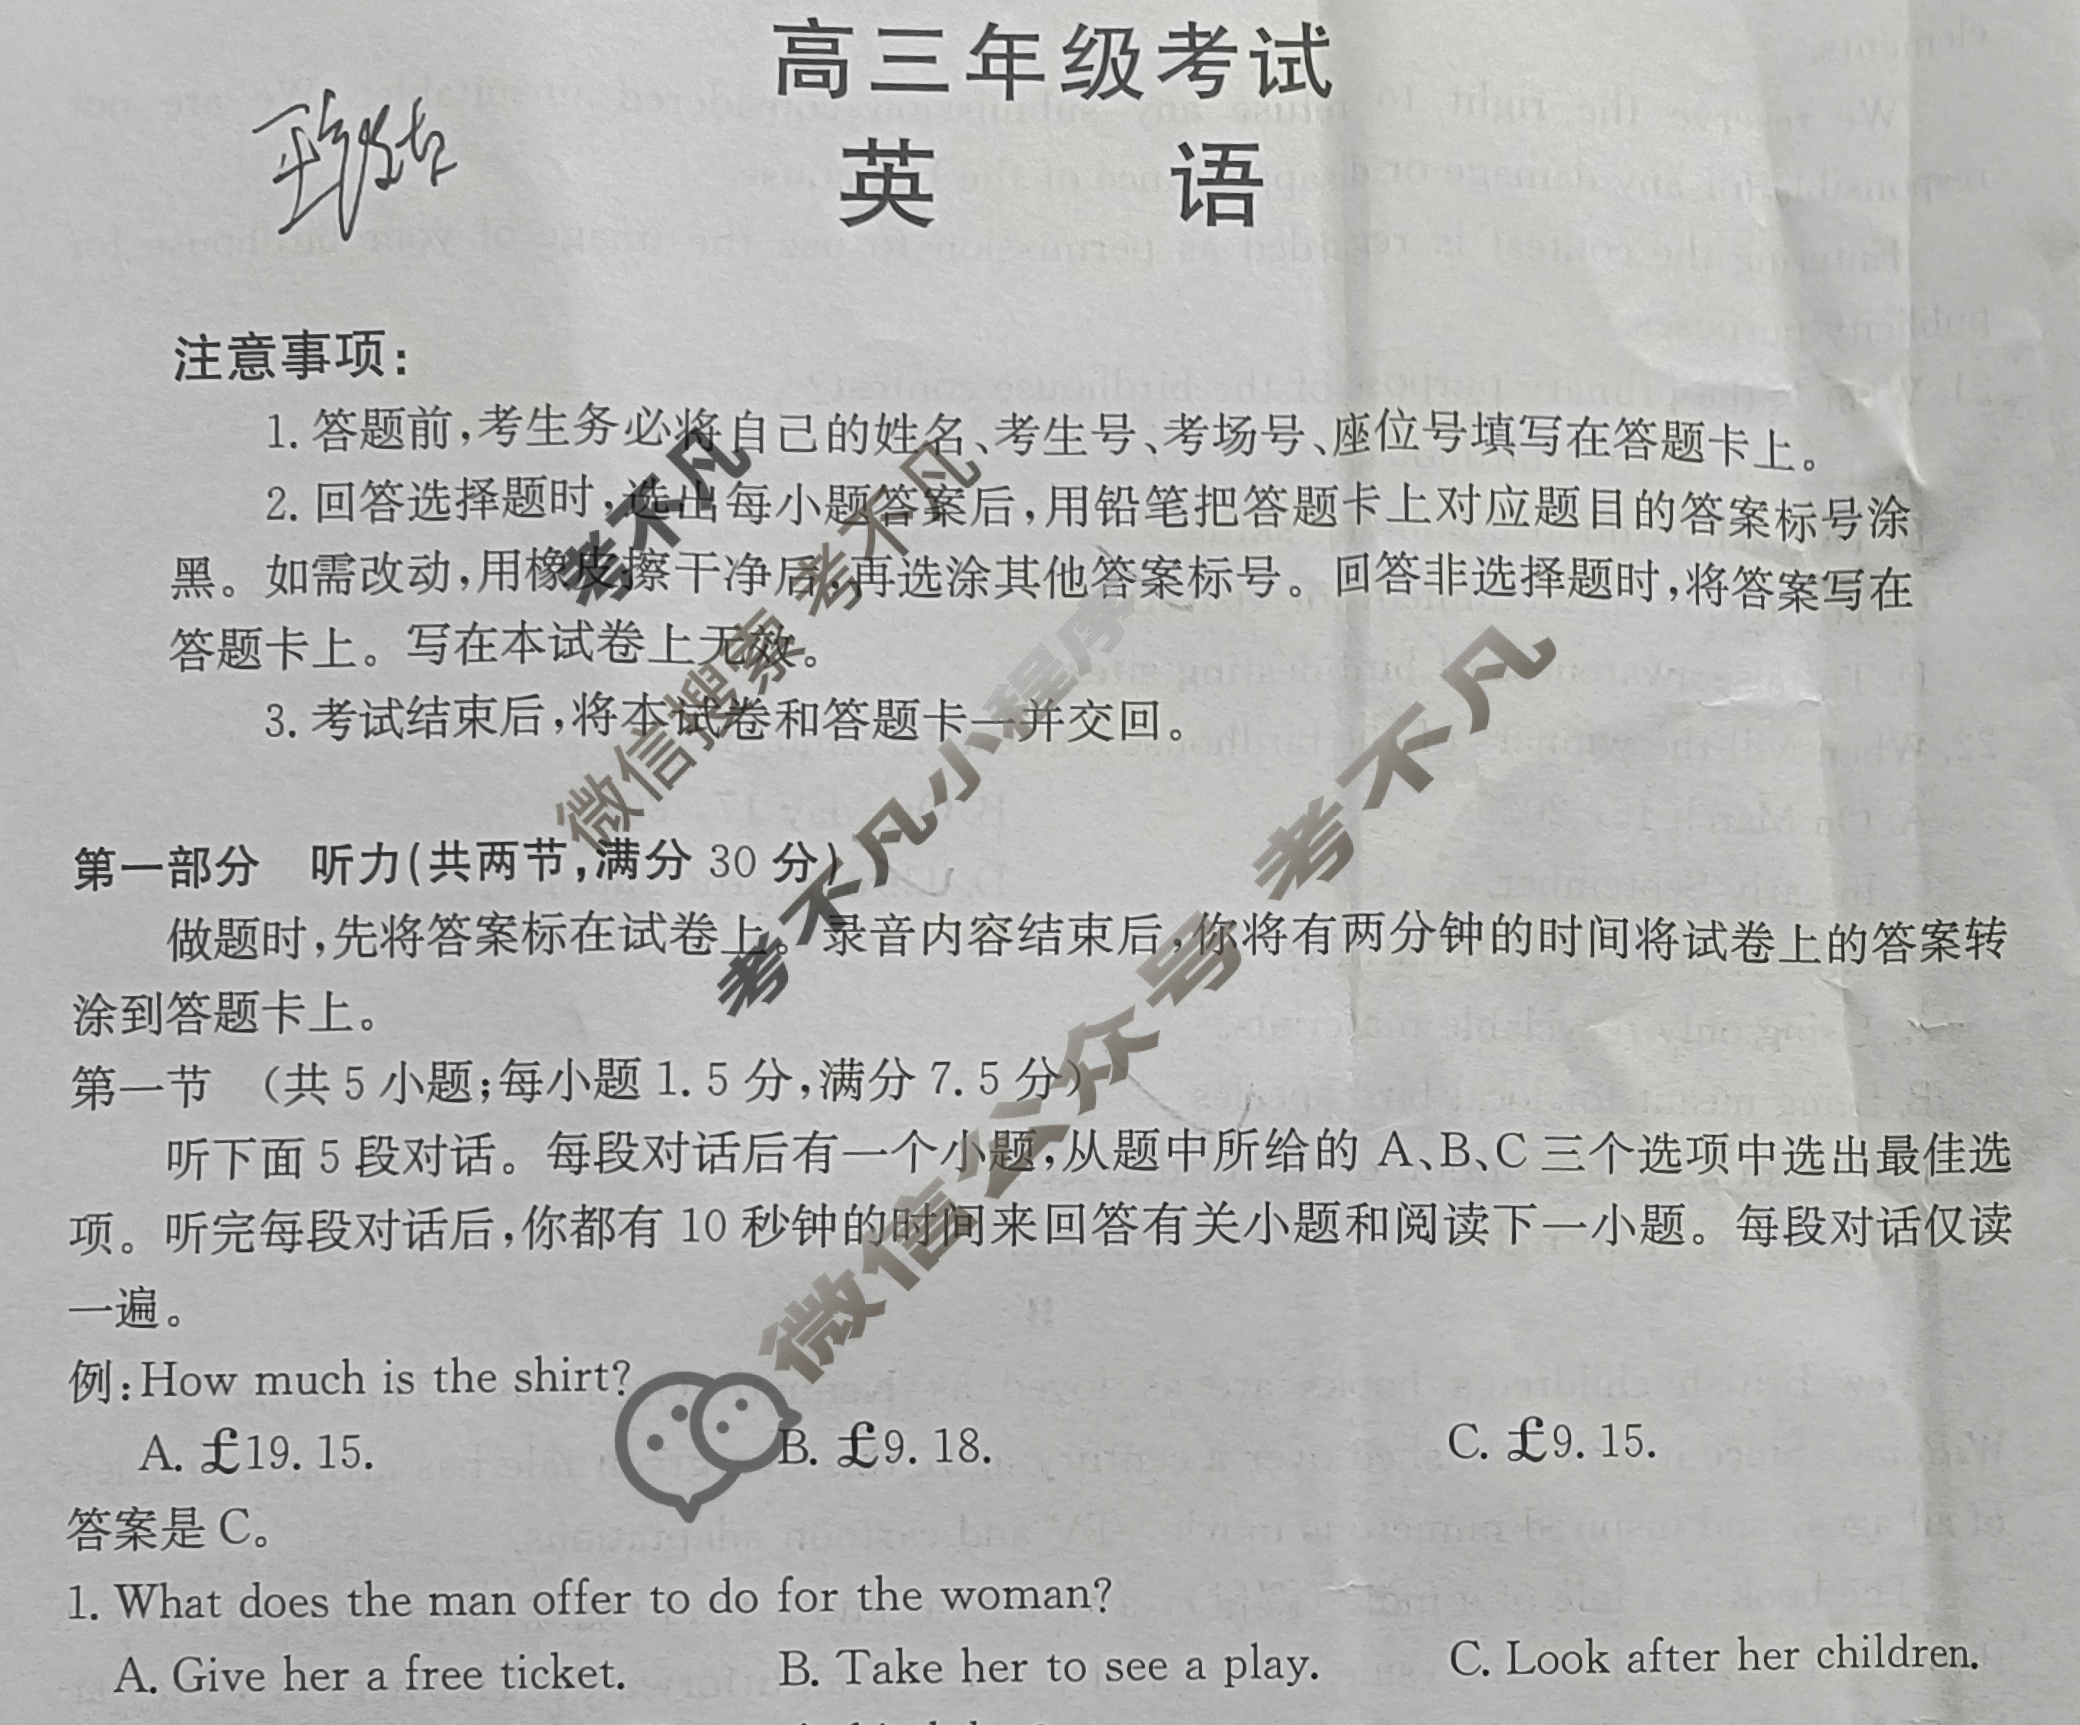 高三年级考试
英 语
注意事项：
1. 答题前，考生务必将自己的姓名、考生号、考场号、座位号填写在答题卡上。
2. 回答选择题时，选出每小题答案后，用铅笔把答题卡上对应题目的答案标号涂
黑。如需改动，用橡皮擦干净后，再选涂其他答案标号。回答非选择题时，将答案写在
答题卡上。写在本试卷上无效。
3. 考试结束后，将本试卷和答题卡一并交回。
考不凡
微信搜索 考不凡
考不凡小程序
微信公众号 考不凡
第一部分 听力(共两节，满分 30 分)
做题时，先将答案标在试卷上。录音内容结束后，你将有两分钟的时间将试卷上的答案转
涂到答题卡上。
第一节 (共 5 小题；每小题 1. 5 分，满分 7. 5 分)
听下面 5 段对话。每段对话后有一个小题，从题中所给的 A、B、C 三个选项中选出最佳选
项。听完每段对话后，你都有 10 秒钟的时间来回答有关小题和阅读下一小题。每段对话仅读
一遍。
例：How much is the shirt?
A. £19. 15. B. £9. 18. C. £9. 15.
答案是 C。
1. What does the man offer to do for the woman?
A. Give her a free ticket. B. Take her to see a play. C. Look after her children.